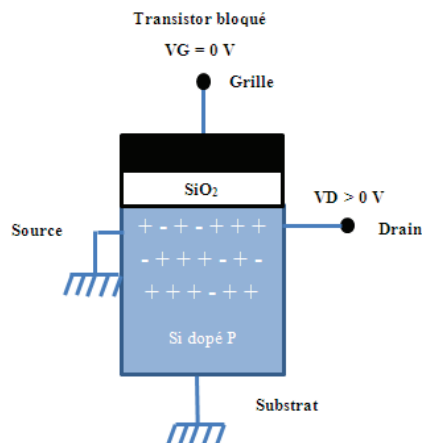 Transistor bloqué
VG = 0 V
Grille
SiO₂
VD > 0 V
Source
Drain
+ - + - + + +
- + + + - + -
+ + + - + +
Si dopé P
Substrat